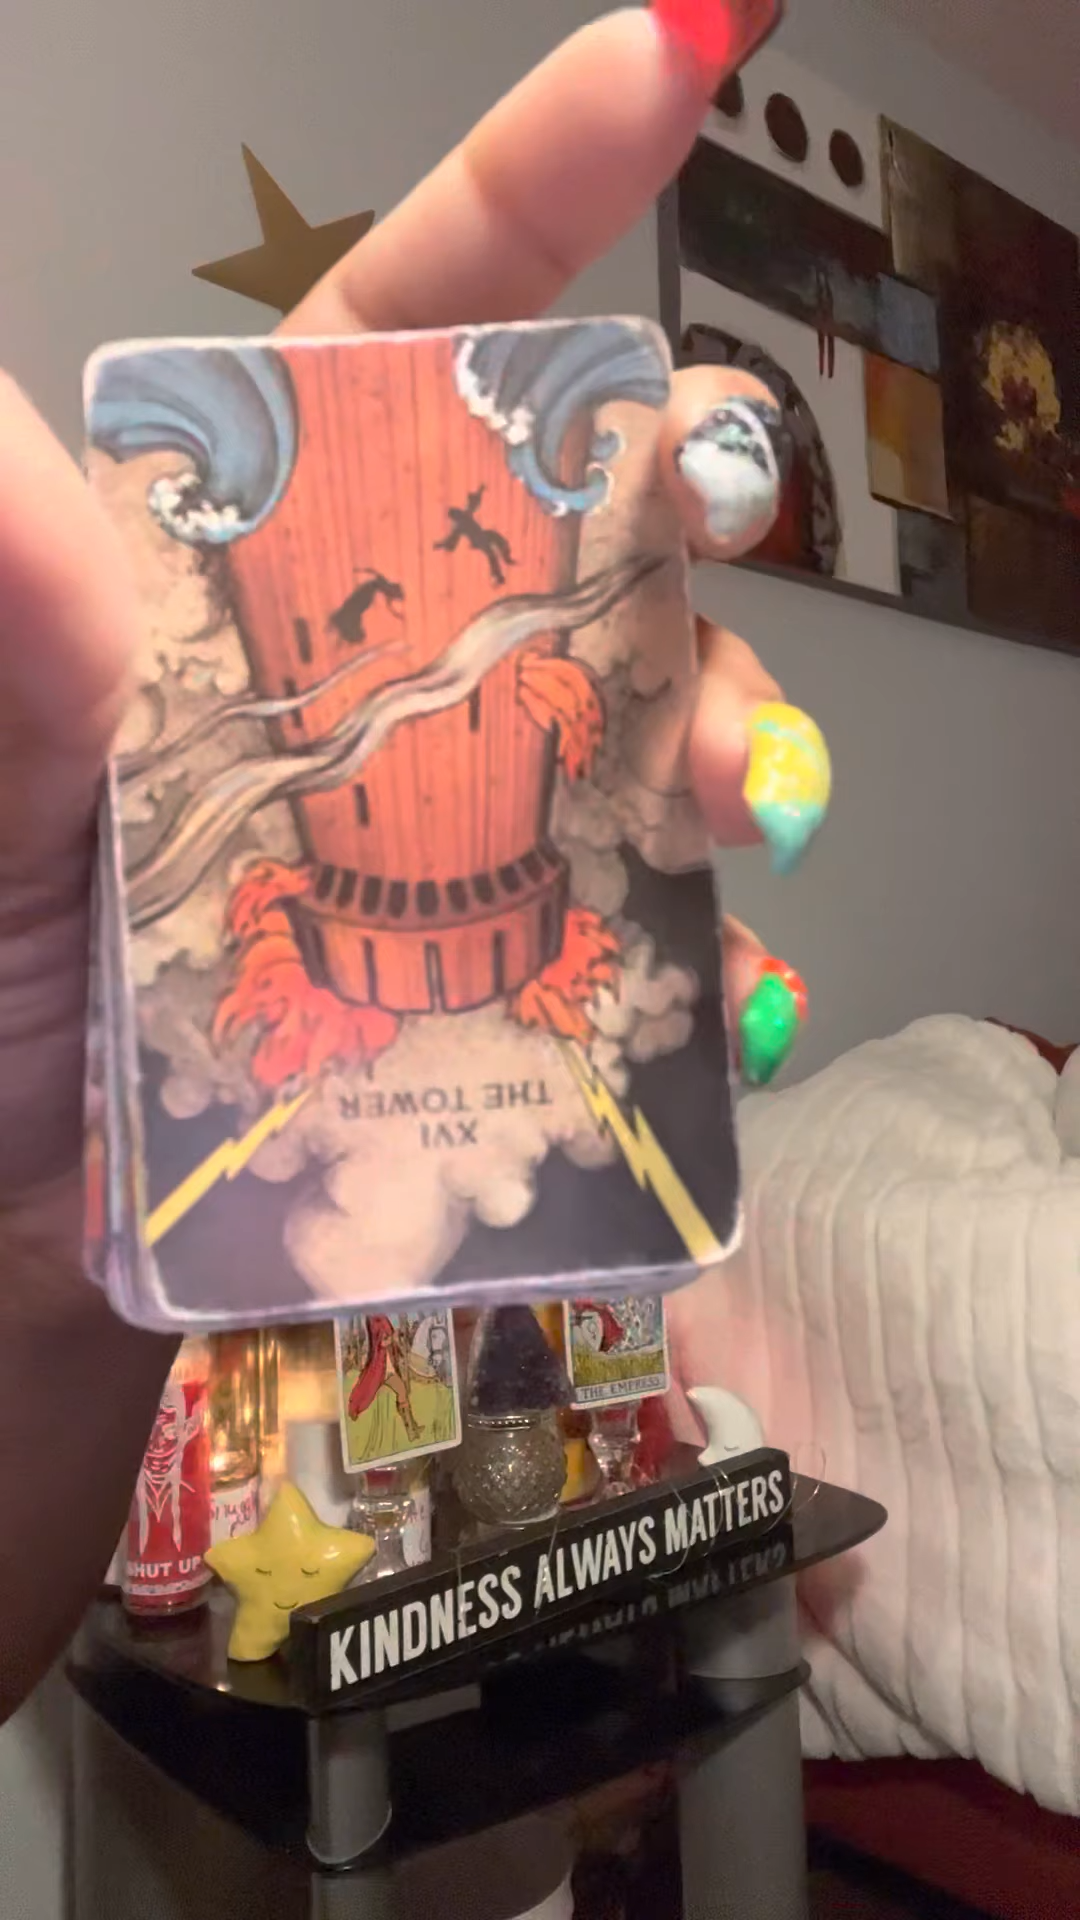 THE TOWER
XVI
THE EMPRESS
SHUT UP
KINDNESS ALWAYS MATTERS